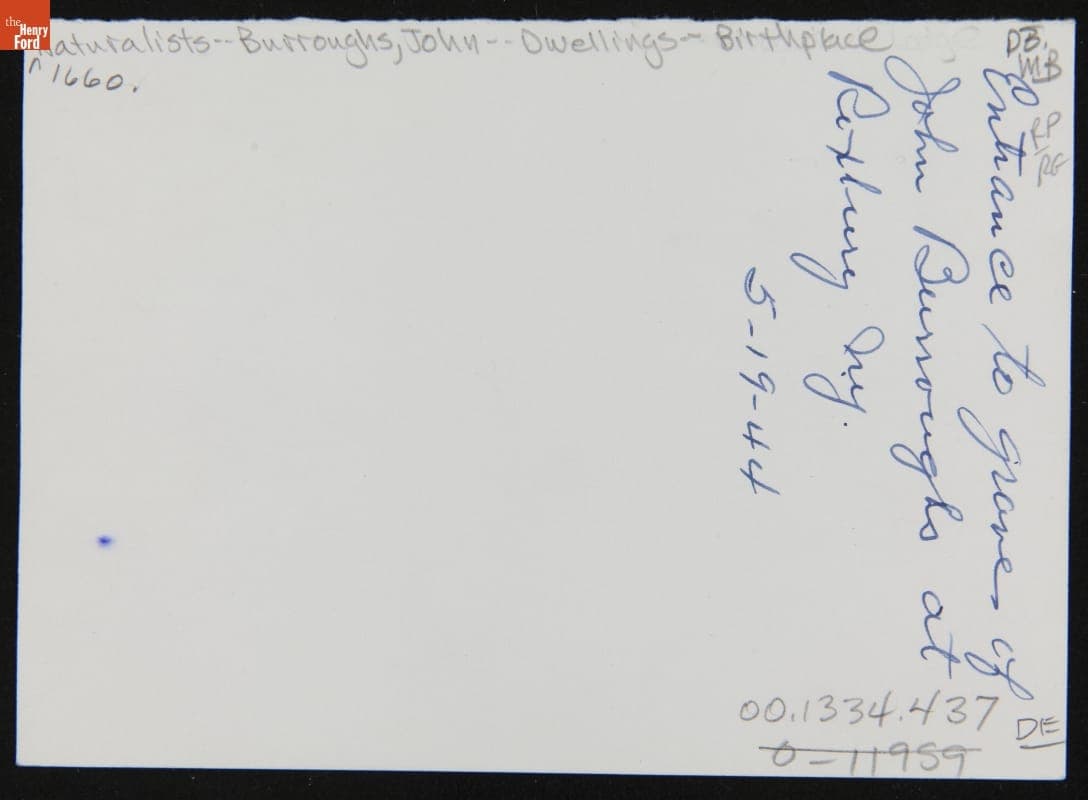 the
Henry
Ford
Naturalists--Burroughs, John--Dwellings--Birthplace
^1660.
DB.
MB
RP
RG
Entrance to grave of
John Burroughs at
Roxbury N.Y.
5-19-44
00.1334.437
DE
0-11959